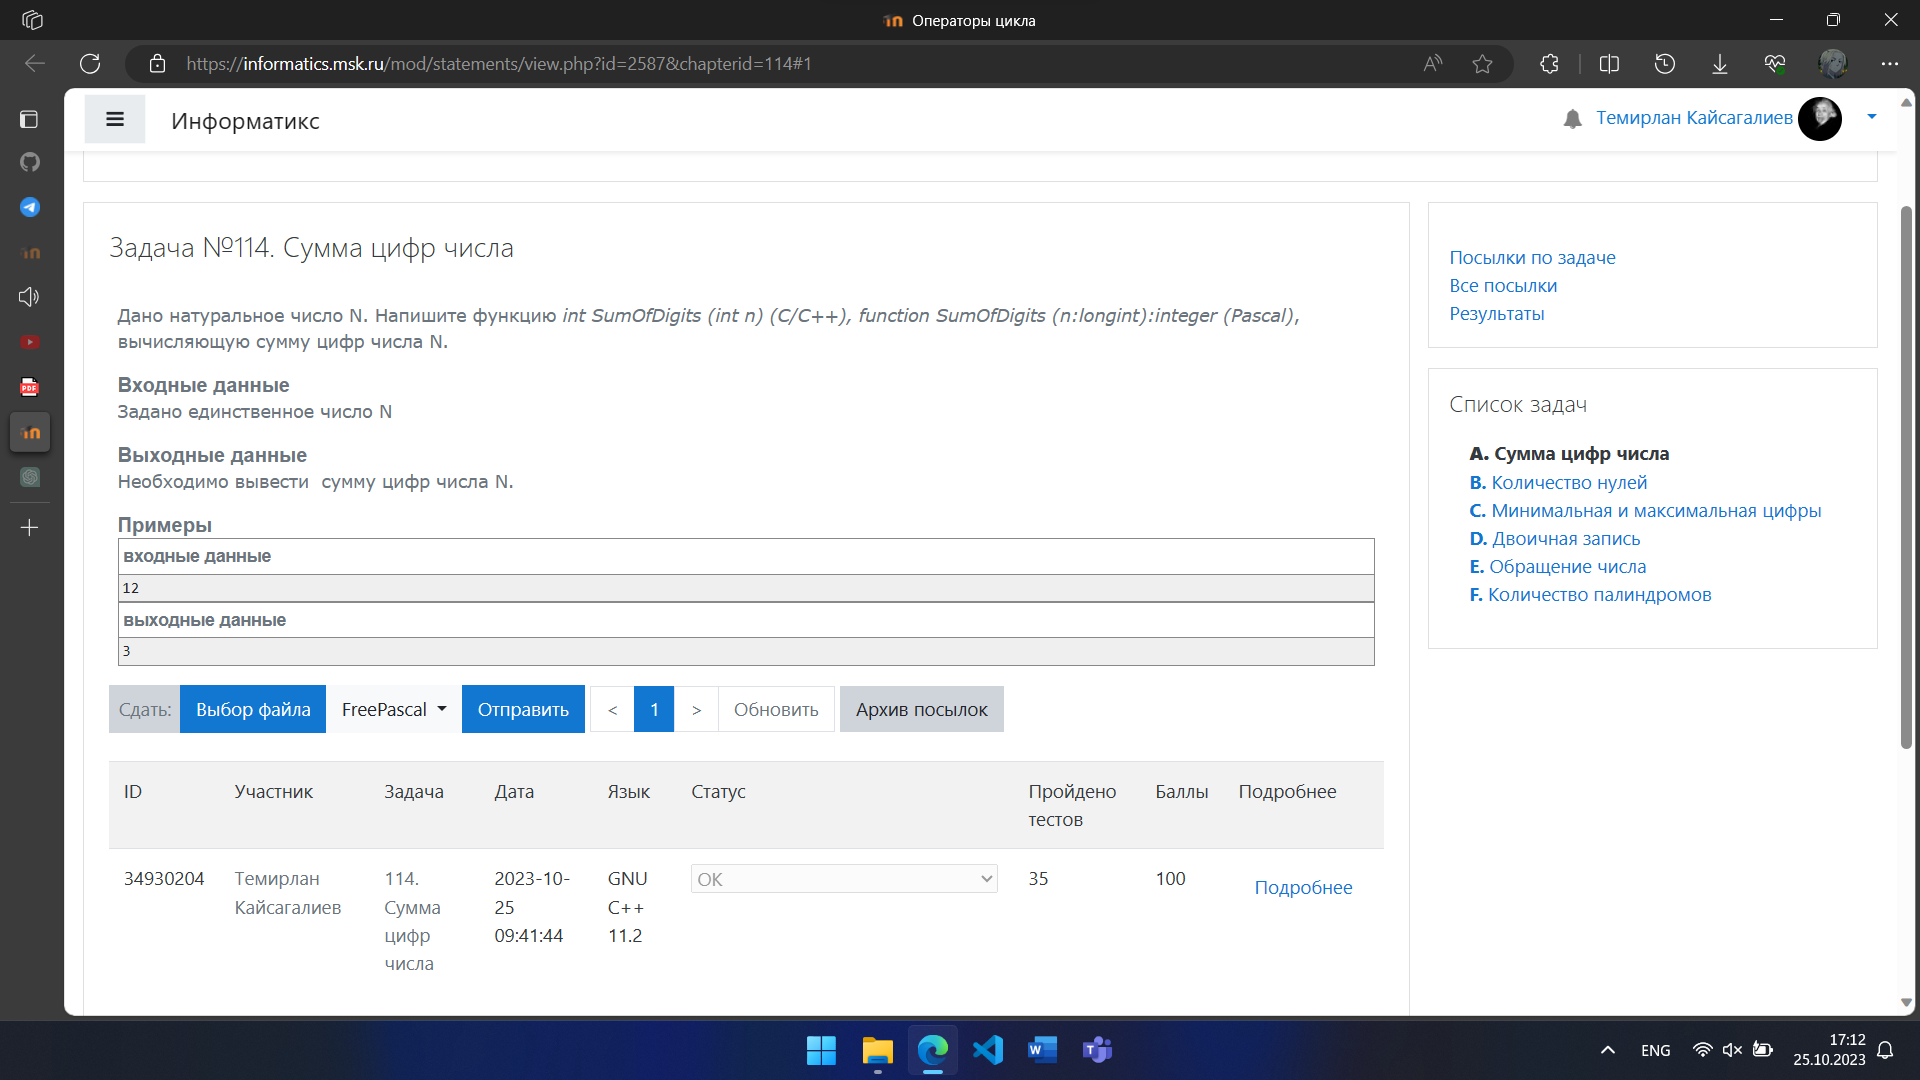 Операторы цикла
https://informatics.msk.ru/mod/statements/view.php?id=2587&chapterid=114#1
Информатикс
Темирлан Кайсагалиев
Задача №114. Сумма цифр числа
Дано натуральное число N. Напишите функцию int SumOfDigits (int n) (C/C++), function SumOfDigits (n:longint):integer (Pascal),
вычисляющую сумму цифр числа N.
Входные данные
Задано единственное число N
Выходные данные
Необходимо вывести  сумму цифр числа N.
Примеры
входные данные
12
выходные данные
3
Сдать: Выбор файла FreePascal Отправить < 1 > Обновить Архив посылок
ID Участник Задача Дата Язык Статус Пройдено тестов Баллы Подробнее
34930204 Темирлан Кайсагалиев 114. Сумма цифр числа 2023-10-25 09:41:44 GNU C++ 11.2 OK 35 100 Подробнее
Посылки по задаче
Все посылки
Результаты
Список задач
A. Сумма цифр числа
B. Количество нулей
C. Минимальная и максимальная цифры
D. Двоичная запись
E. Обращение числа
F. Количество палиндромов
ENG
17:12
25.10.2023